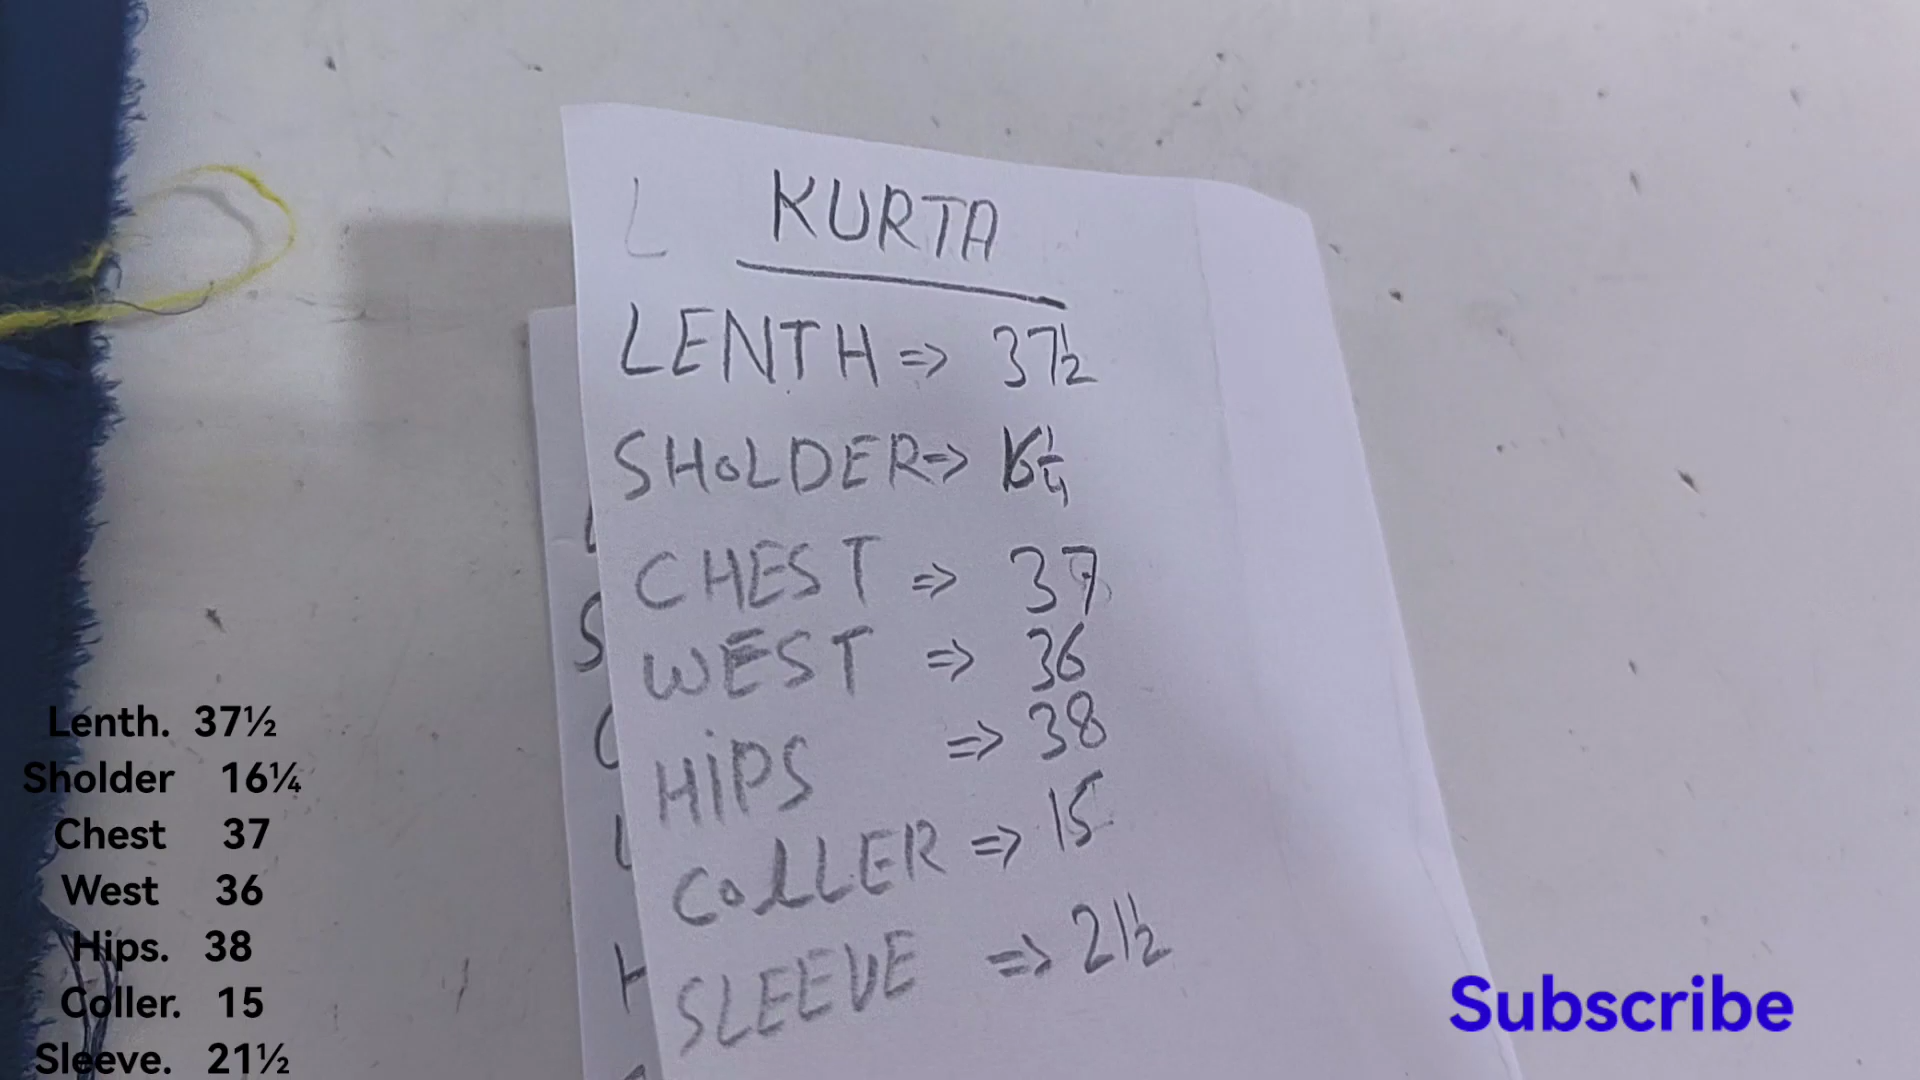 L KURTA
LENTH => 37½
SHOLDER => 16¼
CHEST => 37
WEST => 36
HIPS => 38
COLLER => 15
SLEEVE => 21½
Lenth. 37½
Sholder 16¼
Chest 37
West 36
Hips. 38
Coller. 15
Sleeve. 21½
Subscribe